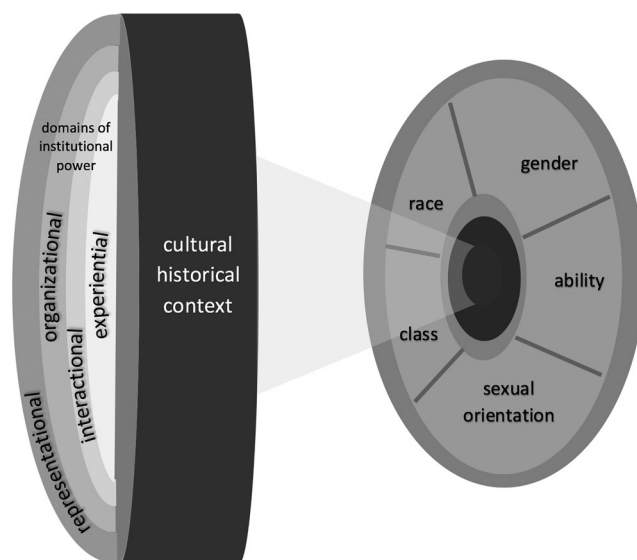 domains of
institutional
power
organizational
experiential
interactional
representational
cultural
historical
context
gender
race
ability
class
sexual
orientation